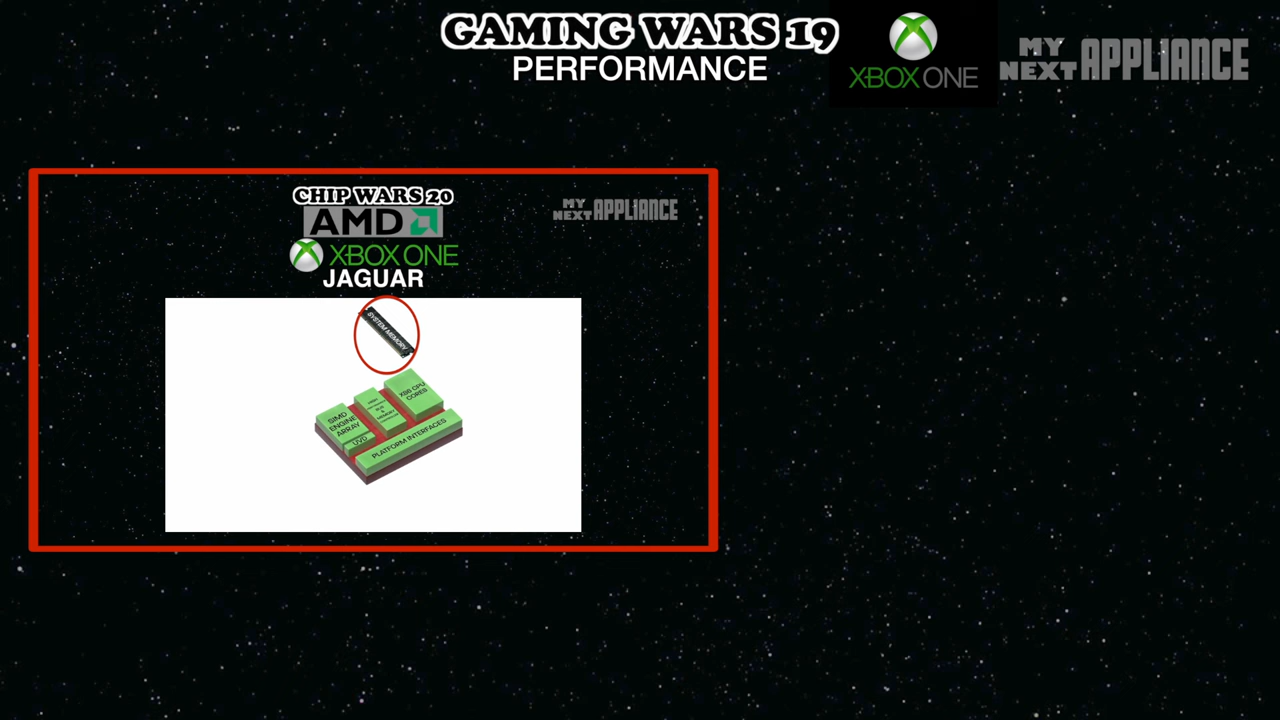 GAMING WARS 19
PERFORMANCE
XBOX ONE
MY
NEXT APPLIANCE
CHIP WARS 20
AMD
XBOX ONE
JAGUAR
MY
NEXT APPLIANCE
SYSTEM MEMORY
X86 CPU
CORES
SIMD
ENGINE
ARRAY
UVD
PLATFORM INTERFACES